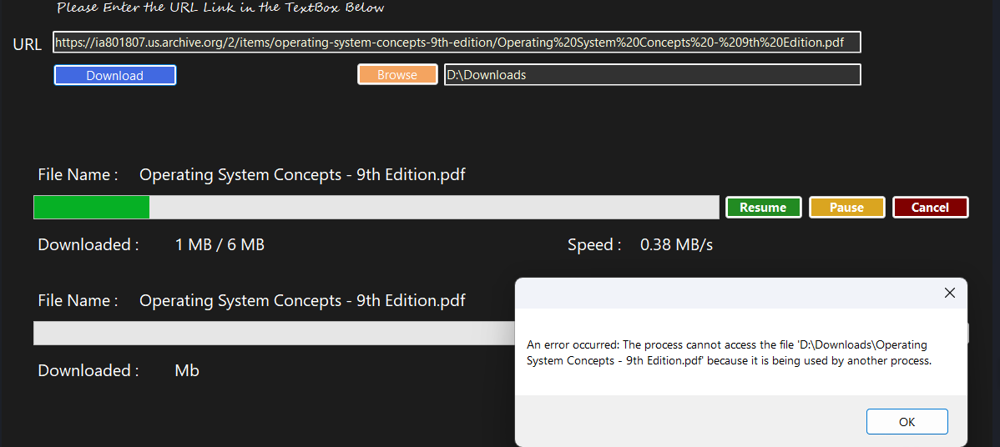 Please Enter the URL Link in the TextBox Below
URL https://ia801807.us.archive.org/2/items/operating-system-concepts-9th-edition/Operating%20System%20Concepts%20-%209th%20Edition.pdf
Download Browse D:\Downloads
File Name : Operating System Concepts - 9th Edition.pdf
Resume Pause Cancel
Downloaded : 1 MB / 6 MB Speed : 0.38 MB/s
File Name : Operating System Concepts - 9th Edition.pdf
Downloaded : Mb
An error occurred: The process cannot access the file 'D:\Downloads\Operating
System Concepts - 9th Edition.pdf' because it is being used by another process.
OK